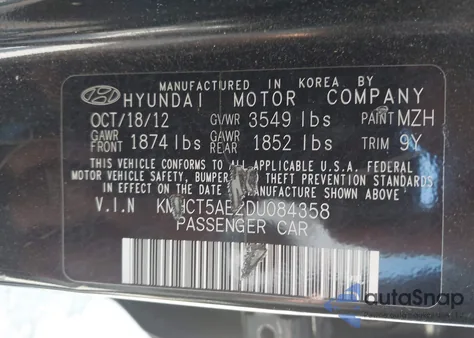 MANUFACTURED IN KOREA BY
HYUNDAI MOTOR COMPANY
OCT/18/12 GVWR 3549 lbs PAINT MZH
GAWR FRONT 1874 lbs GAWR REAR 1852 lbs TRIM 9Y
THIS VEHICLE CONFORMS TO ALL APPLICABLE U.S.A. FEDERAL
MOTOR VEHICLE SAFETY, BUMPER, AND THEFT PREVENTION STANDARDS
IN EFFECT ON THE DATE OF MANUFACTURE SHOWN ABOVE.
V.I.N KMHCT5AE2DU084358
PASSENGER CAR
autoSnap